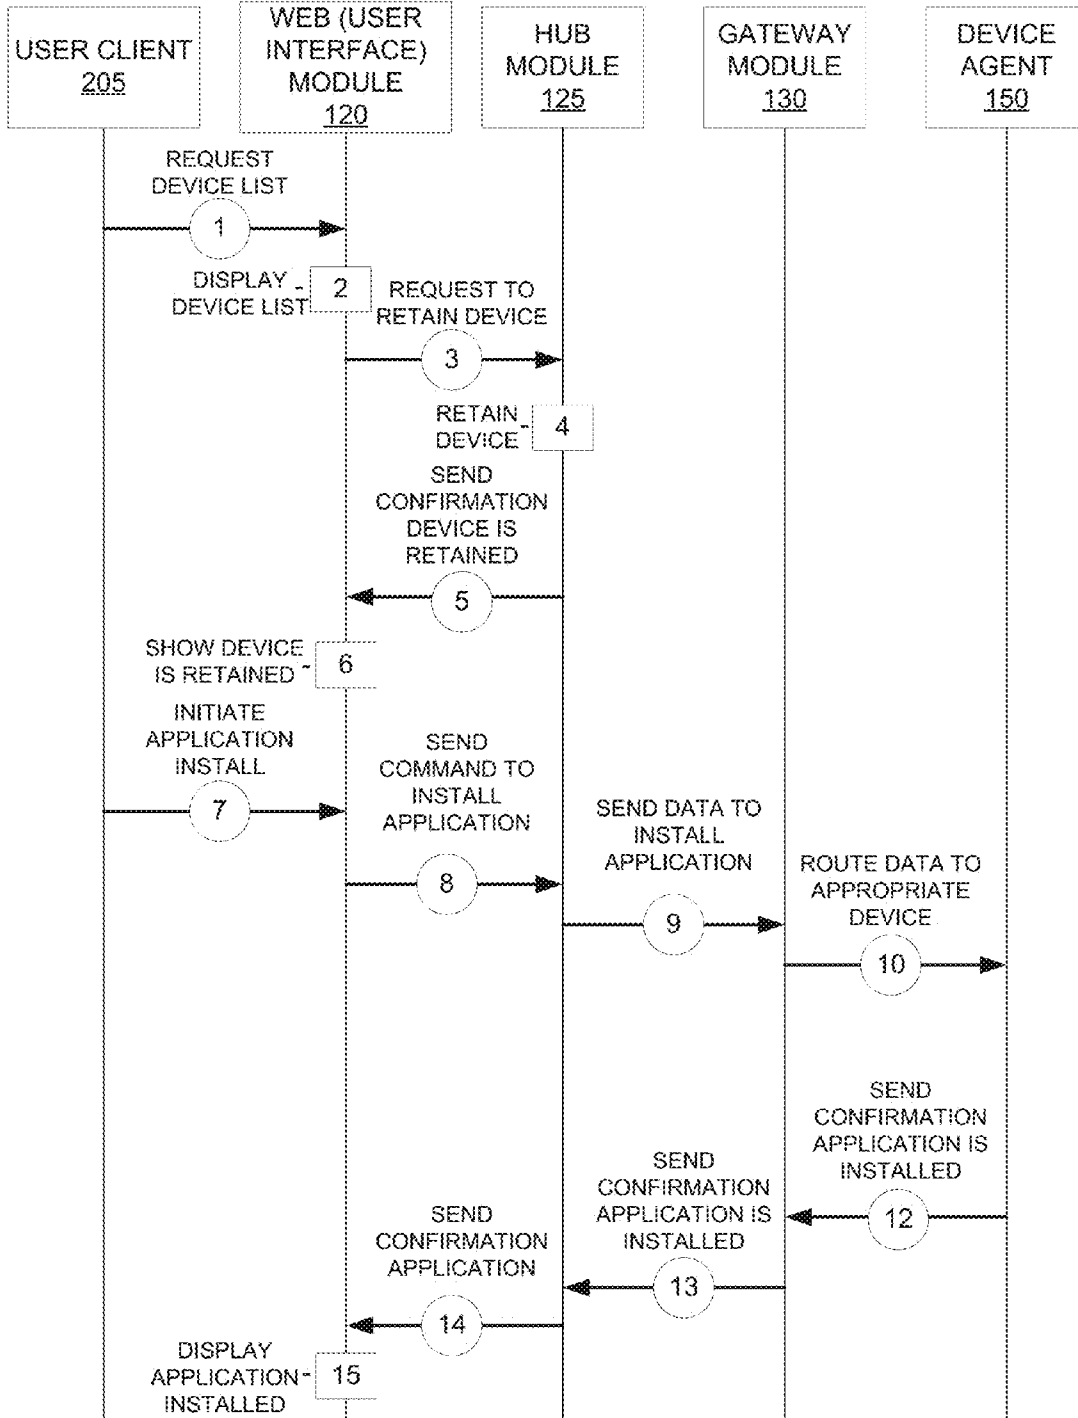 USER CLIENT
205
WEB (USER
INTERFACE)
MODULE
120
HUB
MODULE
125
GATEWAY
MODULE
130
DEVICE
AGENT
150
REQUEST
DEVICE LIST
1
DISPLAY
DEVICE LIST
2
REQUEST TO
RETAIN DEVICE
3
RETAIN
DEVICE
4
SEND
CONFIRMATION
DEVICE IS
RETAINED
5
SHOW DEVICE
IS RETAINED
6
INITIATE
APPLICATION
INSTALL
7
SEND
COMMAND TO
INSTALL
APPLICATION
8
SEND DATA TO
INSTALL
APPLICATION
9
ROUTE DATA TO
APPROPRIATE
DEVICE
10
SEND
CONFIRMATION
APPLICATION IS
INSTALLED
12
SEND
CONFIRMATION
APPLICATION IS
INSTALLED
13
SEND
CONFIRMATION
APPLICATION
14
DISPLAY
APPLICATION
INSTALLED
15